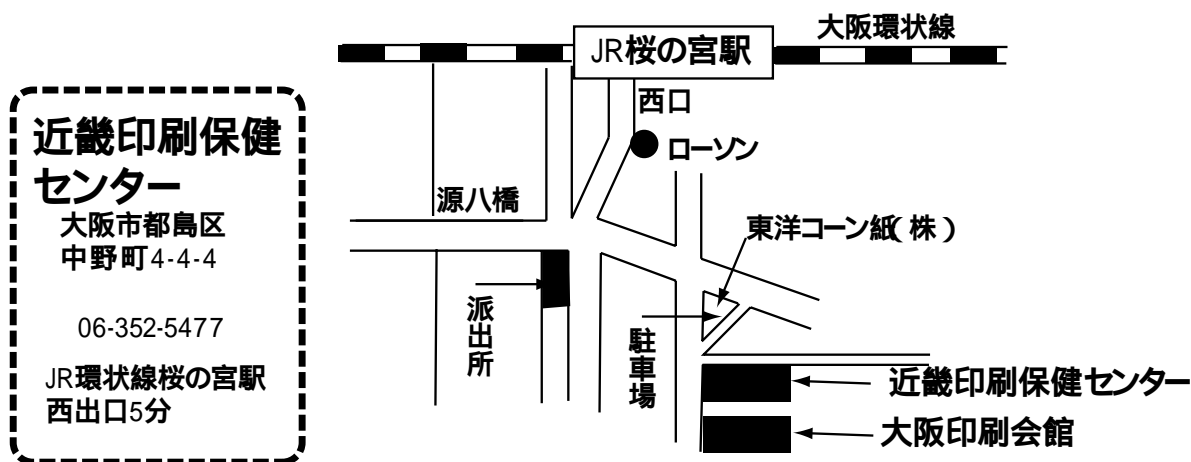 大阪環状線
JR桜の宮駅
西口
ローソン
近畿印刷保健
センター
大阪市都島区
中野町4-4-4
06-352-5477
JR環状線桜の宮駅
西出口5分
源八橋
東洋コーン紙(株)
派出所
駐車場
近畿印刷保健センター
大阪印刷会館